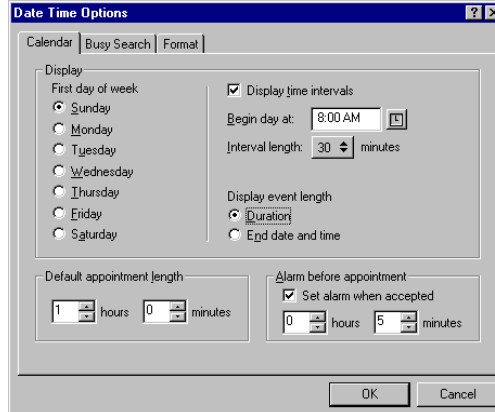 Date Time Options
Calendar
Busy Search
Format
Display
First day of week
Sunday
Monday
Tuesday
Wednesday
Thursday
Friday
Saturday
Display time intervals
Begin day at: 8:00 AM
Interval length: 30 minutes
Display event length
Duration
End date and time
Default appointment length
1 hours 0 minutes
Alarm before appointment
Set alarm when accepted
0 hours 5 minutes
OK
Cancel